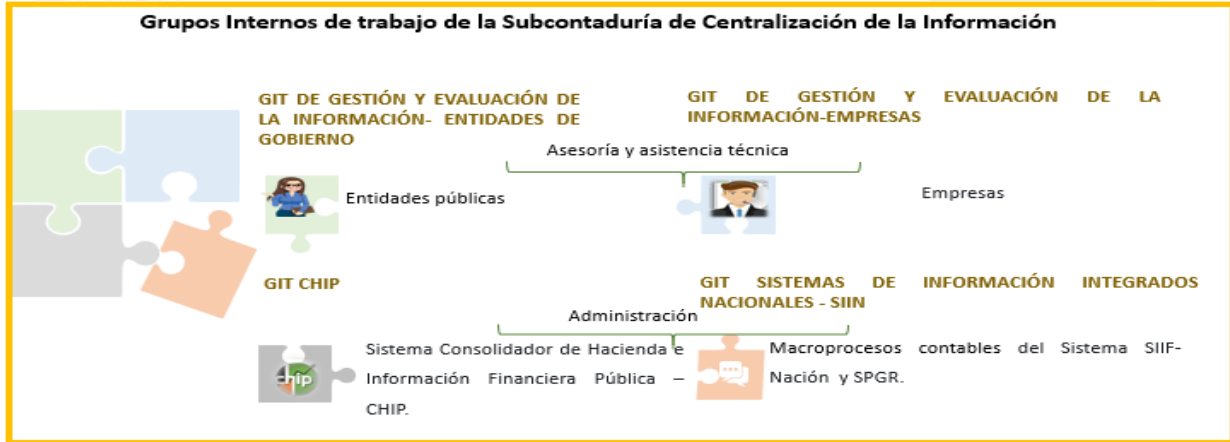 Grupos Internos de trabajo de la Subcontaduría de Centralización de la Información
GIT DE GESTIÓN Y EVALUACIÓN DE
LA INFORMACIÓN- ENTIDADES DE
GOBIERNO
GIT DE GESTIÓN Y EVALUACIÓN DE LA
INFORMACIÓN-EMPRESAS
Asesoría y asistencia técnica
Entidades públicas
Empresas
GIT CHIP
GIT SISTEMAS DE INFORMACIÓN INTEGRADOS
NACIONALES - SIIN
Administración
chip
Sistema Consolidador de Hacienda e
Información Financiera Pública –
CHIP.
Macroprocesos contables del Sistema SIIF-
Nación y SPGR.